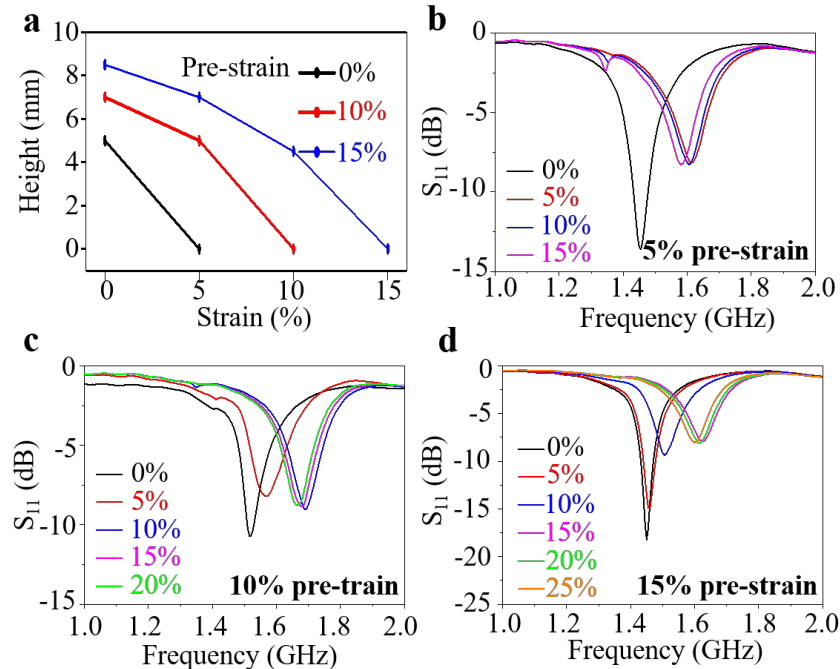 a
10
8
6
4
2
0
Height (mm)
Pre-strain
0%
10%
15%
0 5 10 15
Strain (%)
b
0
-5
-10
-15
S11 (dB)
0%
5%
10%
15%
5% pre-strain
1.0 1.2 1.4 1.6 1.8 2.0
Frequency (GHz)
c
0
-5
-10
-15
S11 (dB)
0%
5%
10%
15%
20%
10% pre-train
1.0 1.2 1.4 1.6 1.8 2.0
Frequency (GHz)
d
0
-5
-10
-15
-20
-25
S11 (dB)
0%
5%
10%
15%
20%
25%
15% pre-strain
1.0 1.2 1.4 1.6 1.8 2.0
Frequency (GHz)